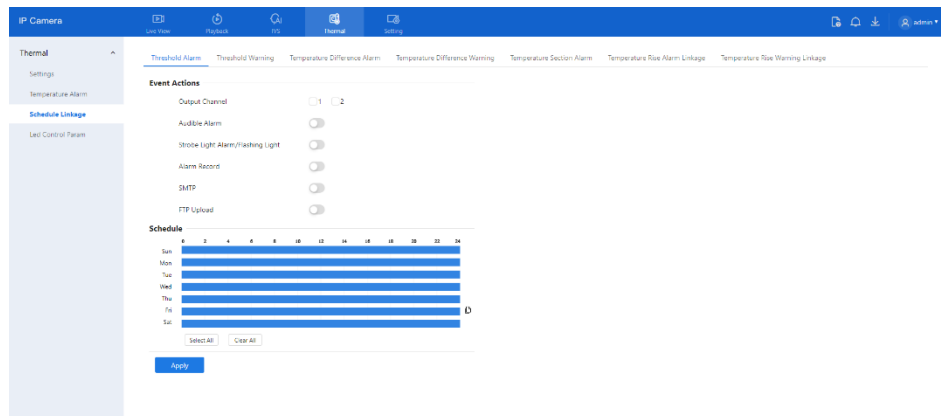 IP Camera
Live View
Playback
IVS
Thermal
Setting
admin
Thermal
Settings
Temperature Alarm
Schedule Linkage
Led Control Param
Threshold Alarm Threshold Warning Temperature Difference Alarm Temperature Difference Warning Temperature Section Alarm Temperature Rise Alarm Linkage Temperature Rise Warning Linkage
Event Actions
Output Channel 1 2
Audible Alarm
Strobe Light Alarm/Flashing Light
Alarm Record
SMTP
FTP Upload
Schedule
0 2 4 6 8 10 12 14 16 18 20 22 24
Sun
Mon
Tue
Wed
Thu
Fri
Sat
Select All Clear All
Apply